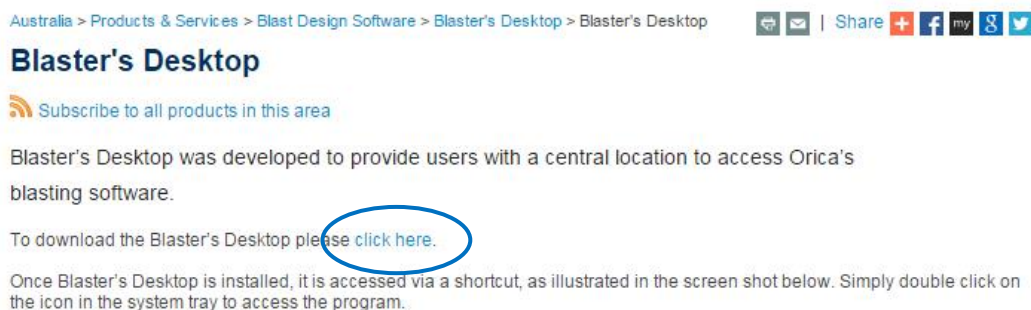 Australia > Products & Services > Blast Design Software > Blaster's Desktop > Blaster's Desktop | Share + f my 8
Blaster's Desktop
Subscribe to all products in this area
Blaster's Desktop was developed to provide users with a central location to access Orica's
blasting software.
To download the Blaster's Desktop please click here.
Once Blaster's Desktop is installed, it is accessed via a shortcut, as illustrated in the screen shot below. Simply double click on
the icon in the system tray to access the program.